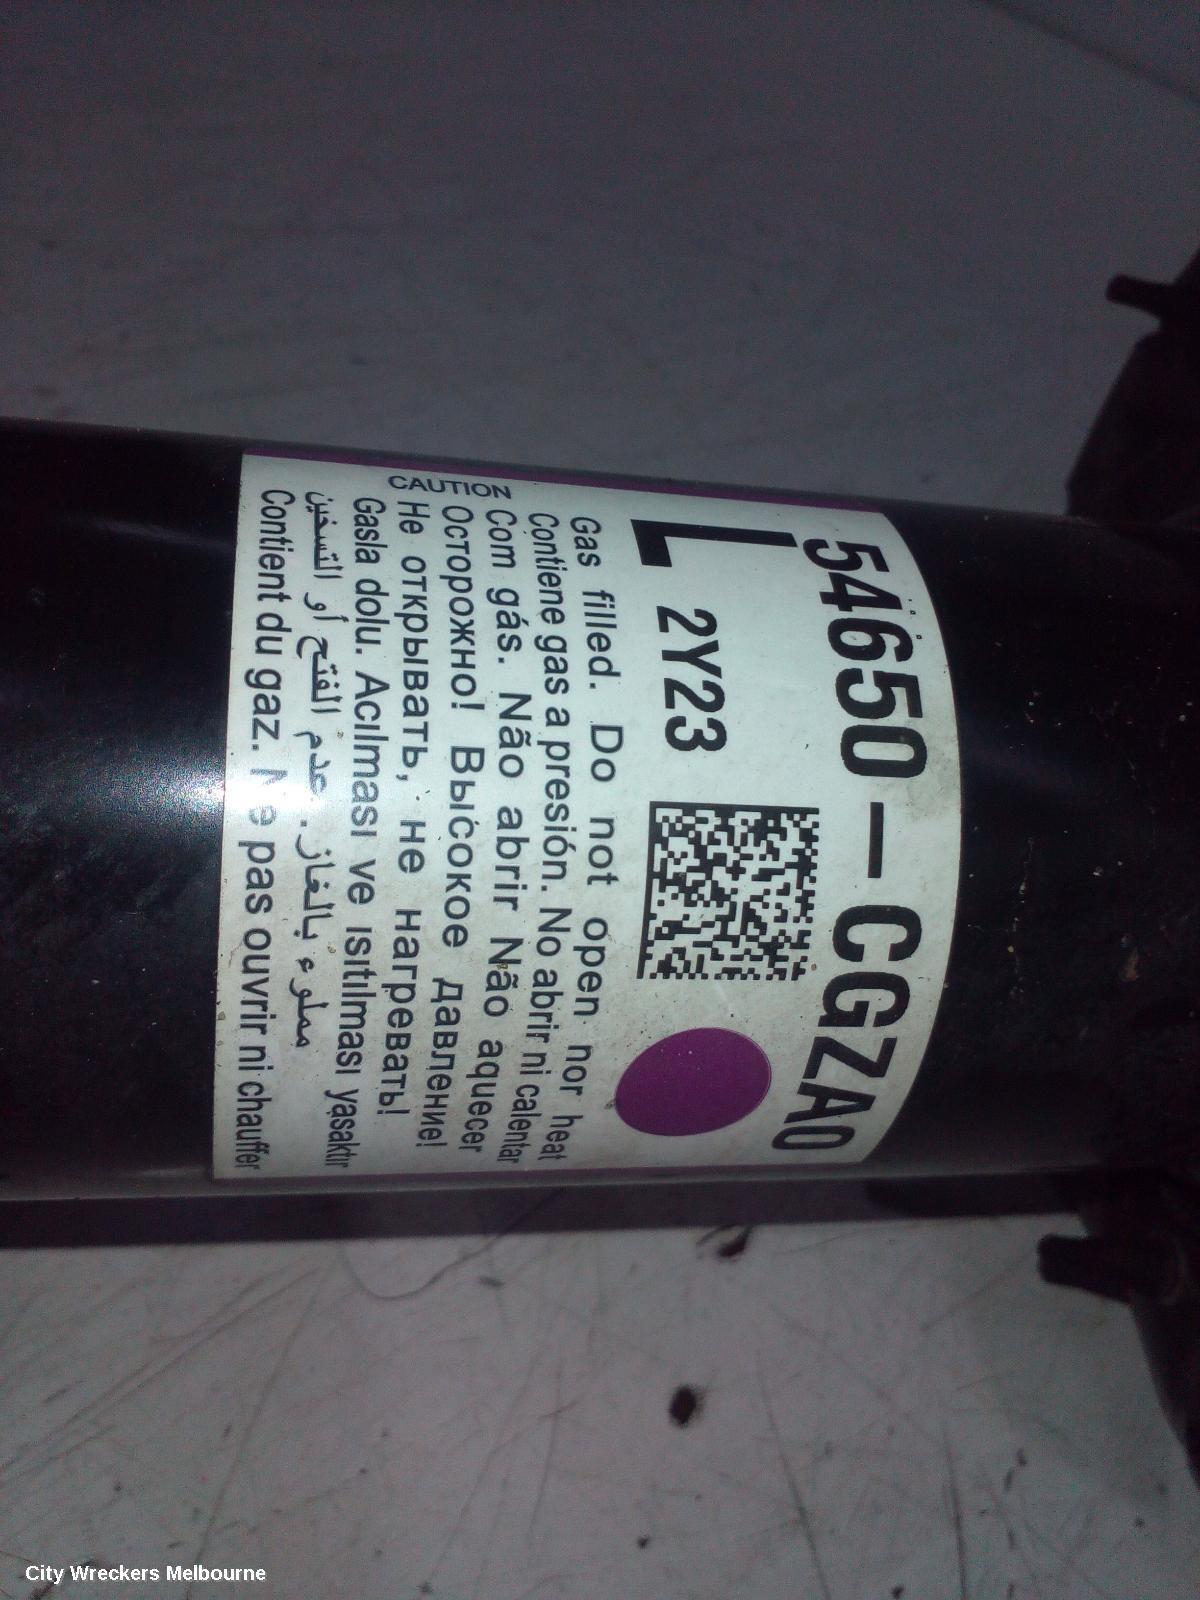 54650-CGZA0
L 2Y23
Gas filled. Do not open nor heat
Contiene gas a presión. No abrir ni calentar
CAUTION
Com gás. Não abrir Não aquecer
Осторожно! Высокое давление!
Не открывать, не нагревать!
Gasla dolu. Acılması ve ısıtılması yasaktır
مملوء بالغاز. عدم الفتح أو التسخين
Contient du gaz. Ne pas ouvrir ni chauffer
City Wreckers Melbourne